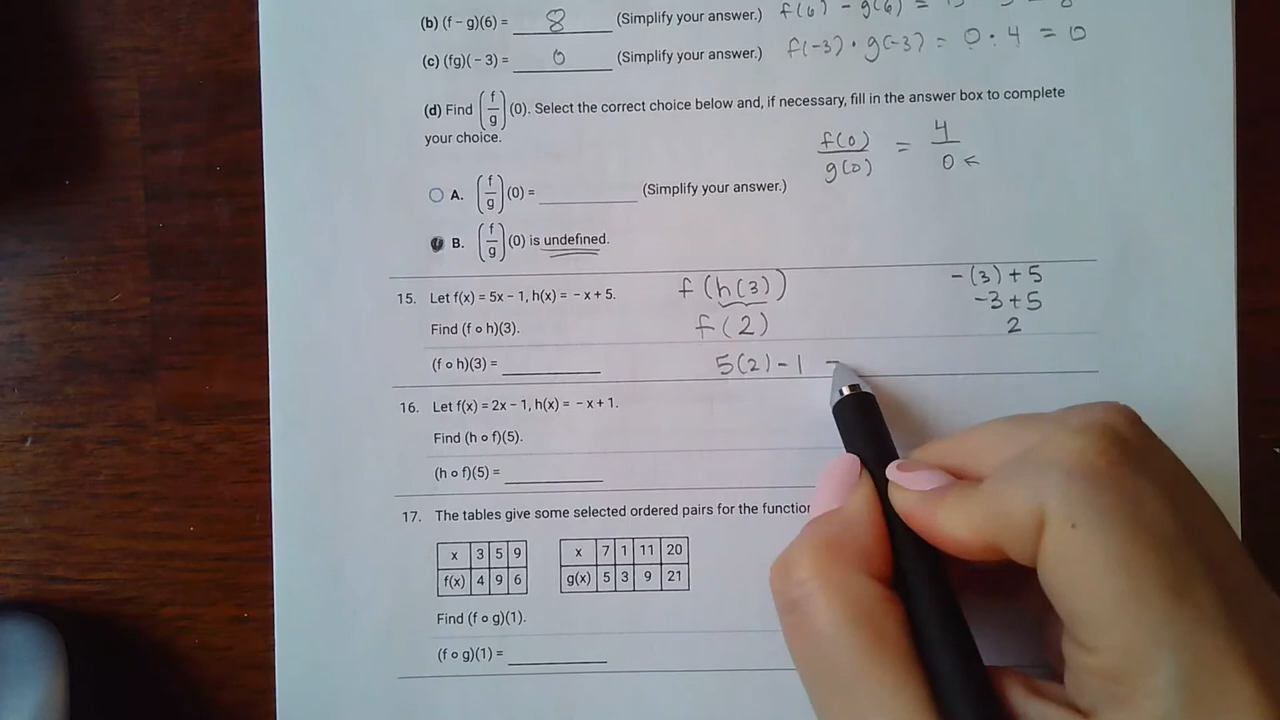 (b) (f – g)(6) = 8 (Simplify your answer.) f(6) - g(6) =
(c) (fg)( – 3) = 0 (Simplify your answer.) f(-3) · g(-3) = 0 · 4 = 0
(d) Find (f/g)(0). Select the correct choice below and, if necessary, fill in the answer box to complete
your choice.
f(0)/g(0) = 4/0 ←
A. (f/g)(0) = ________ (Simplify your answer.)
B. (f/g)(0) is undefined.
15. Let f(x) = 5x – 1, h(x) = – x + 5. f(h(3)) -(3) + 5
-3 + 5
Find (f o h)(3). f(2) 2
(f o h)(3) = ________ 5(2) - 1
16. Let f(x) = 2x – 1, h(x) = – x + 1.
Find (h o f)(5).
(h o f)(5) = ________
17. The tables give some selected ordered pairs for the
x 3 5 9 x 7 1 11 20
f(x) 4 9 6 g(x) 5 3 9 21
Find (f o g)(1).
(f o g)(1) = ________